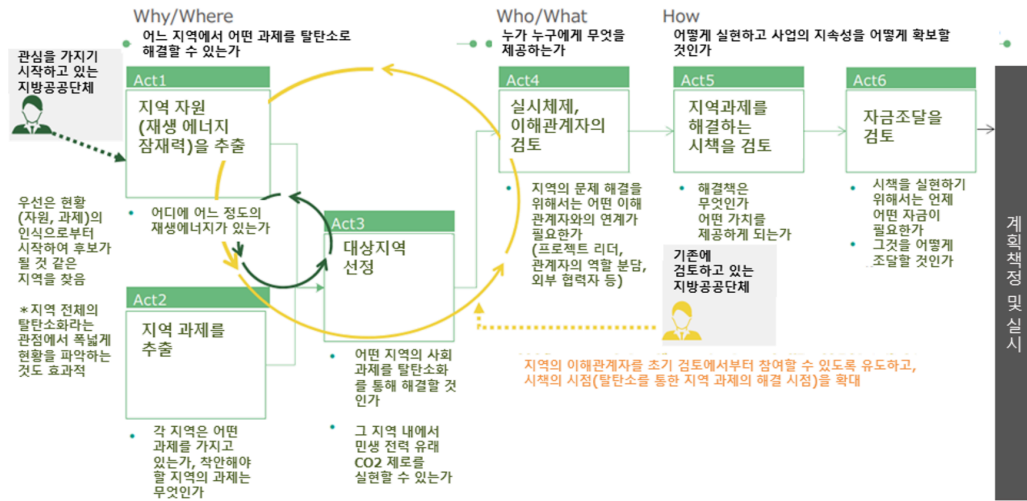 Why/Where
어느 지역에서 어떤 과제를 탈탄소로
해결할 수 있는가
Who/What
누가 누구에게 무엇을
제공하는가
How
어떻게 실현하고 사업의 지속성을 어떻게 확보할
것인가
관심을 가지기
시작하고 있는
지방공공단체
Act1
지역 자원
(재생 에너지
잠재력)을 추출
어디에 어느 정도의
재생에너지가 있는가
우선은 현황
(자원, 과제)의
인식으로부터
시작하여 후보가
될 것 같은
지역을 찾음
*지역 전체의
탈탄소화라는
관점에서 폭넓게
현황을 파악하는
것도 효과적
Act2
지역 과제를
추출
각 지역은 어떤
과제를 가지고
있는가, 착안해야
할 지역의 과제는
무엇인가
Act3
대상지역
선정
어떤 지역의 사회
과제를 탈탄소화
를 통해 해결할 것
인가
그 지역 내에서
민생 전력 유래
CO2 제로를
실현할 수 있는가
Act4
실시체제,
이해관계자의
검토
지역의 문제 해결을
위해서는 어떤 이해
관계자와의 연계가
필요한가
(프로젝트 리더,
관계자의 역할 분담,
외부 협력자 등)
Act5
지역과제를
해결하는
시책을 검토
해결책은
무엇인가
어떤 가치를
제공하게 되는가
기존에
검토하고 있는
지방공공단체
Act6
자금조달을
검토
시책을 실현하기
위해서는 언제
어떤 자금이
필요한가
그것을 어떻게
조달할 것인가
지역의 이해관계자를 초기 검토에서부터 참여할 수 있도록 유도하고,
시책의 시점(탈탄소를 통한 지역 과제의 해결 시점)을 확대
계획책정 및 실시